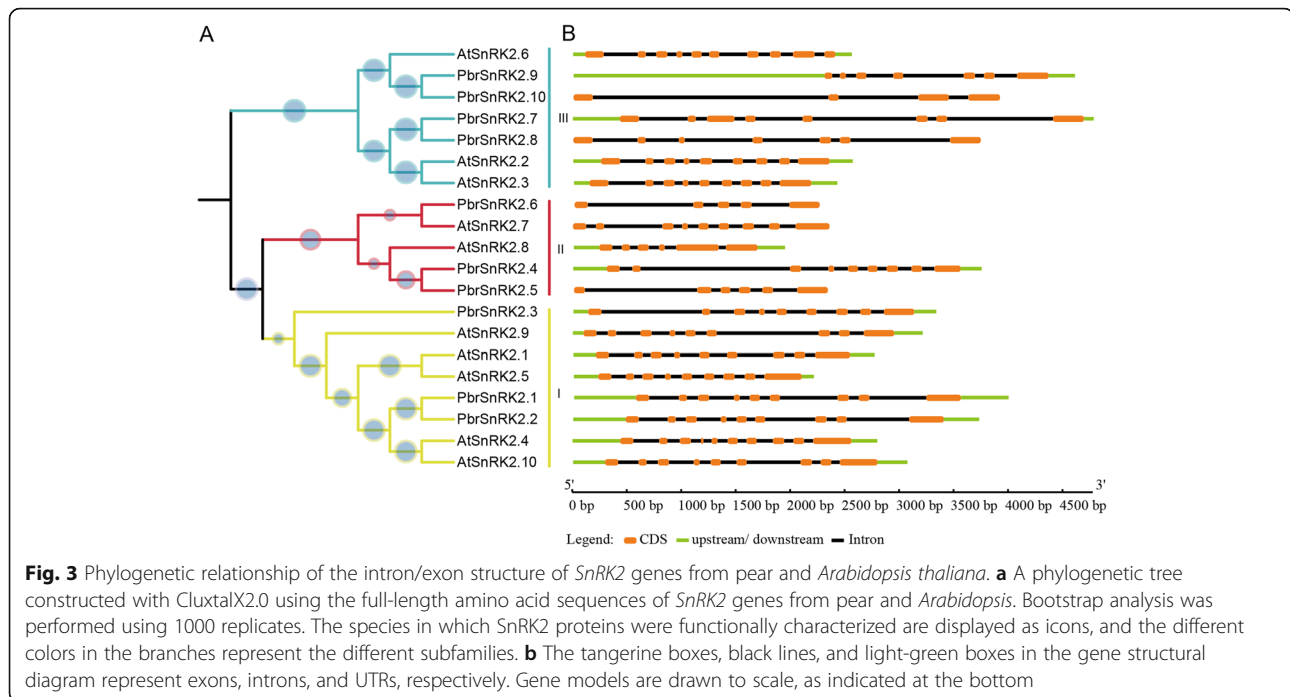 A B
AtSnRK2.6
PbrSnRK2.9
PbrSnRK2.10
PbrSnRK2.7
III
PbrSnRK2.8
AtSnRK2.2
AtSnRK2.3
PbrSnRK2.6
AtSnRK2.7
AtSnRK2.8
II
PbrSnRK2.4
PbrSnRK2.5
PbrSnRK2.3
AtSnRK2.9
AtSnRK2.1
AtSnRK2.5
I
PbrSnRK2.1
PbrSnRK2.2
AtSnRK2.4
AtSnRK2.10
5' 3'
0 bp 500 bp 1000 bp 1500 bp 2000 bp 2500 bp 3000 bp 3500 bp 4000 bp 4500 bp
Legend: CDS upstream/ downstream Intron
Fig. 3 Phylogenetic relationship of the intron/exon structure of SnRK2 genes from pear and Arabidopsis thaliana. a A phylogenetic tree
constructed with CluxtalX2.0 using the full-length amino acid sequences of SnRK2 genes from pear and Arabidopsis. Bootstrap analysis was
performed using 1000 replicates. The species in which SnRK2 proteins were functionally characterized are displayed as icons, and the different
colors in the branches represent the different subfamilies. b The tangerine boxes, black lines, and light-green boxes in the gene structural
diagram represent exons, introns, and UTRs, respectively. Gene models are drawn to scale, as indicated at the bottom